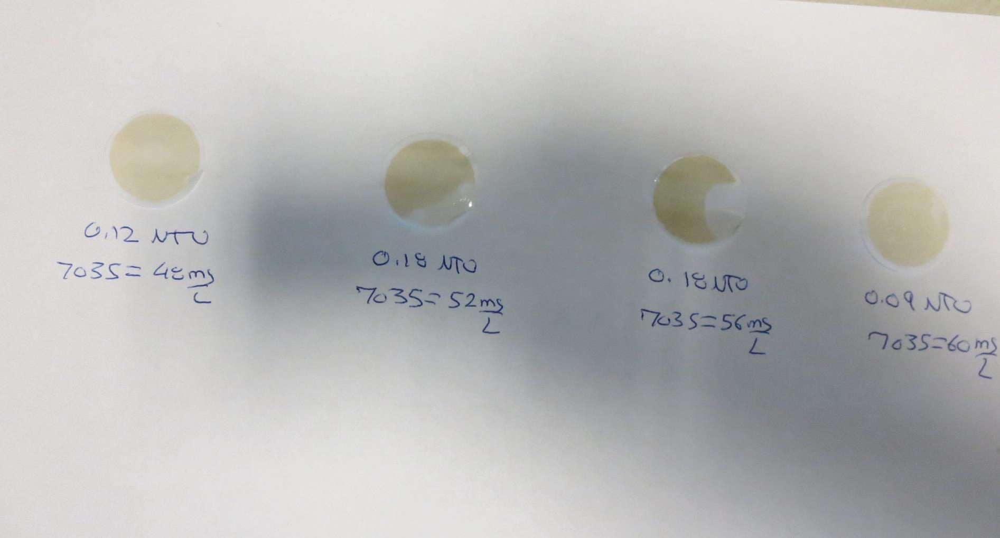 0.12 NTU
7035= 48 mg/L
0.18 NTU
7035= 52 mg/L
0.18 NTU
7035=56 mg/L
0.09 NTU
7035=60 mg/L